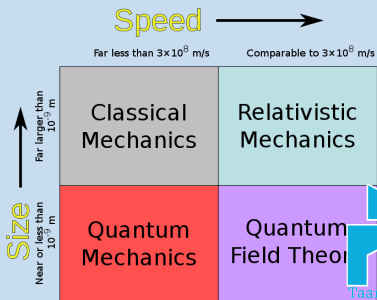 Speed
Far less than 3×10⁸ m/s Comparable to 3×10⁸ m/s
Size
Far larger than
10⁻⁹ m
Classical
Mechanics
Relativistic
Mechanics
Near or less than
10⁻⁹ m
Quantum
Mechanics
Quantum
Field